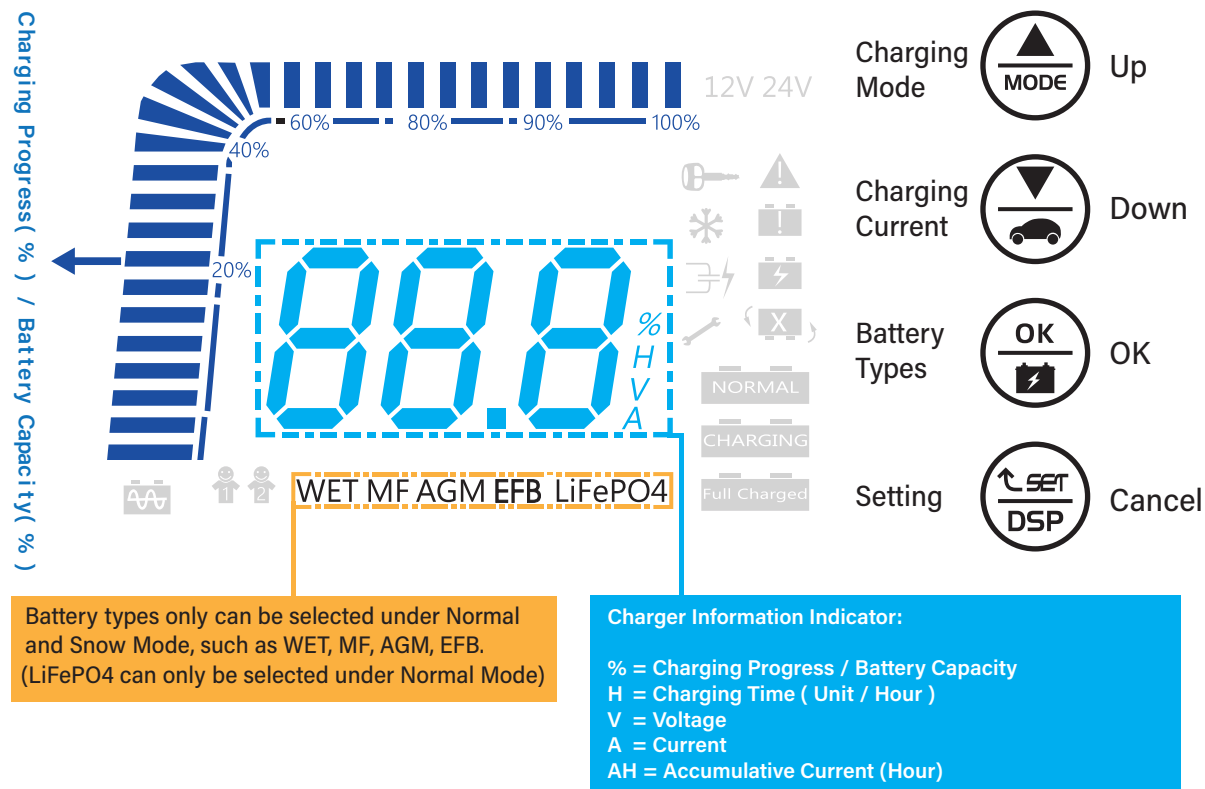 Charging Progress( % ) / Battery Capacity( % )
12V 24V
60% 80% 90% 100%
40%
20%
88.8
%
H
V
A
NORMAL
CHARGING
Full Charged
1 2
WET MF AGM EFB LiFePO4
X
Charging
Mode
MODE
Up
Charging
Current
Down
Battery
Types
OK
OK
Setting
SET
DSP
Cancel
Battery types only can be selected under Normal
and Snow Mode, such as WET, MF, AGM, EFB.
(LiFePO4 can only be selected under Normal Mode)
Charger Information Indicator:
% = Charging Progress / Battery Capacity
H = Charging Time ( Unit / Hour )
V = Voltage
A = Current
AH = Accumulative Current (Hour)